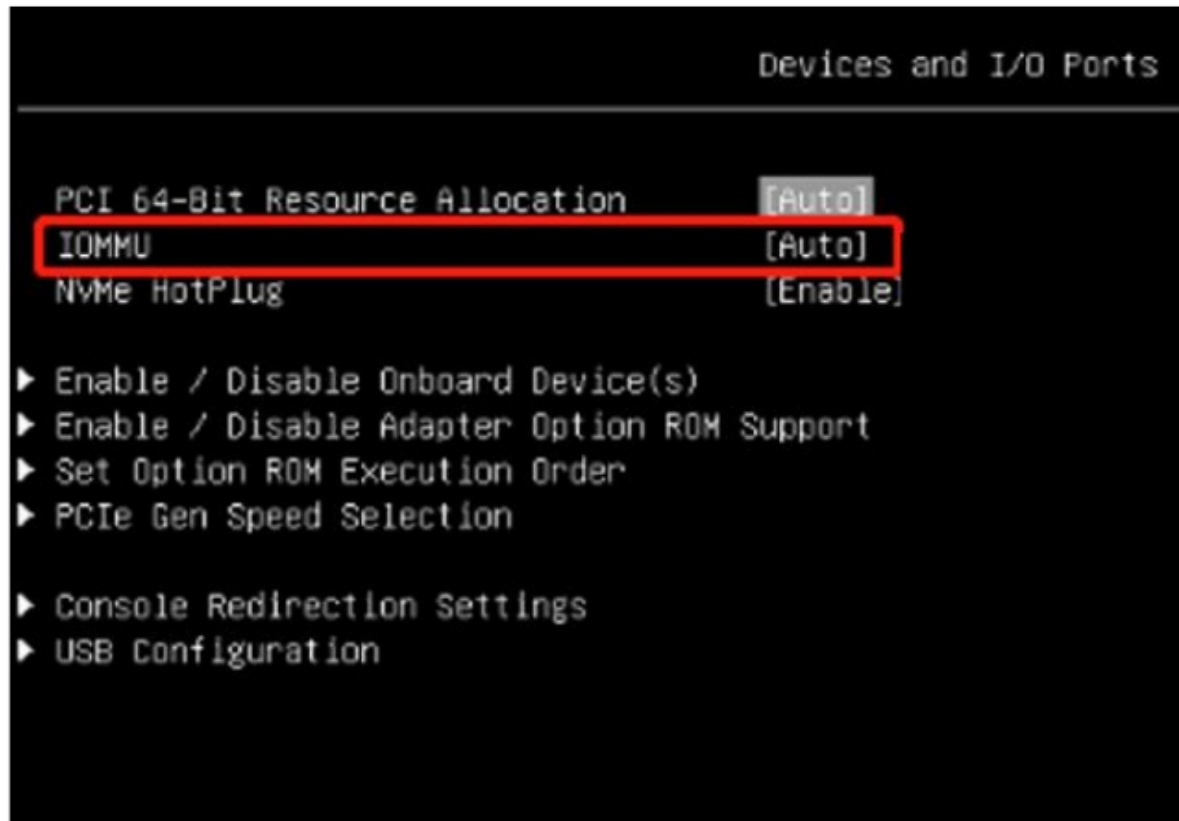 Devices and I/O Ports
PCI 64-Bit Resource Allocation [Auto]
IOMMU [Auto]
NVMe HotPlug [Enable]
▶ Enable / Disable Onboard Device(s)
▶ Enable / Disable Adapter Option ROM Support
▶ Set Option ROM Execution Order
▶ PCIe Gen Speed Selection
▶ Console Redirection Settings
▶ USB Configuration